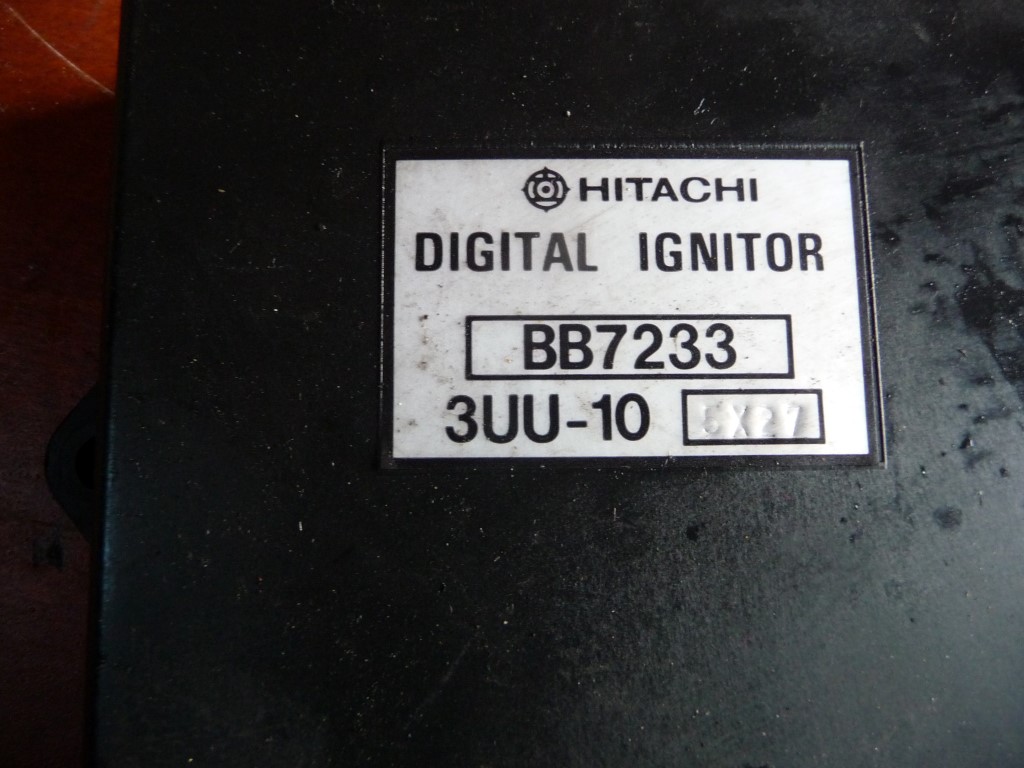 HITACHI
DIGITAL IGNITOR
BB7233
3UU-10